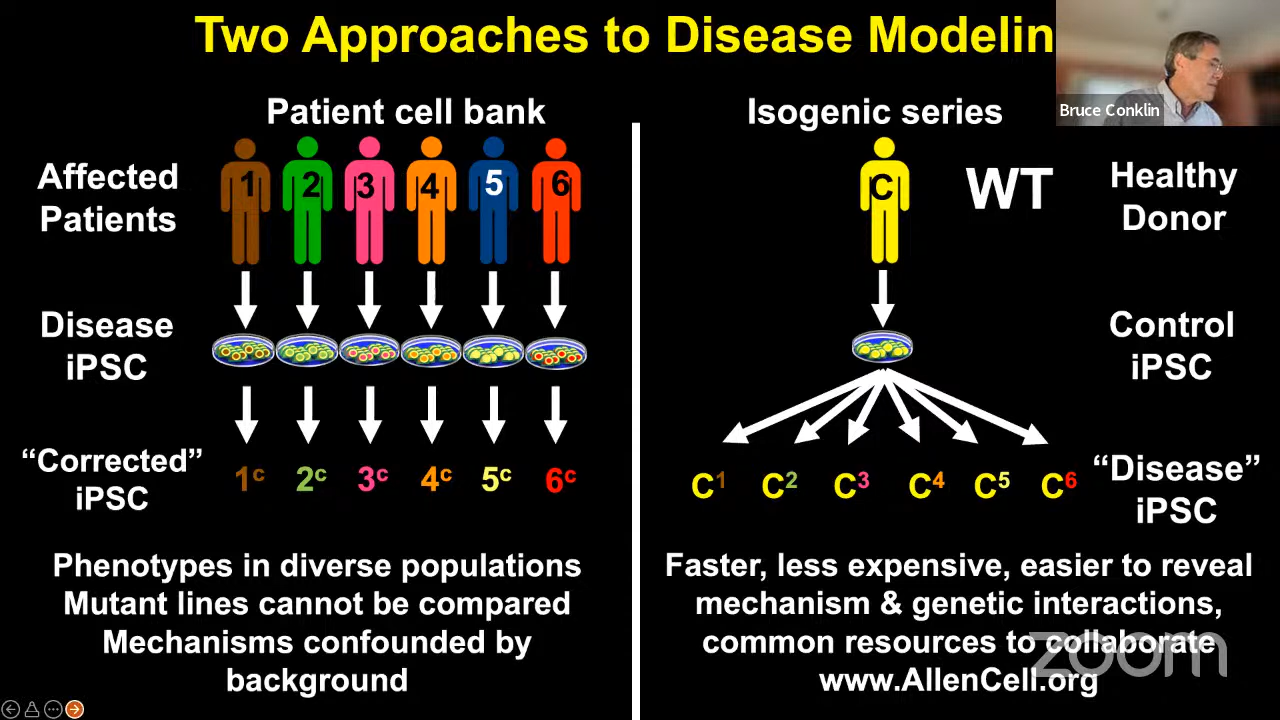 Two Approaches to Disease Modelin
Bruce Conklin
Patient cell bank
Affected
Patients
1 2 3 4 5 6
Disease
iPSC
“Corrected”
iPSC
1ᶜ 2ᶜ 3ᶜ 4ᶜ 5ᶜ 6ᶜ
Phenotypes in diverse populations
Mutant lines cannot be compared
Mechanisms confounded by
background
Isogenic series
C
WT
Healthy
Donor
Control
iPSC
C¹ C² C³ C⁴ C⁵ C⁶
“Disease”
iPSC
Faster, less expensive, easier to reveal
mechanism & genetic interactions,
common resources to collaborate
www.AllenCell.org
zoom